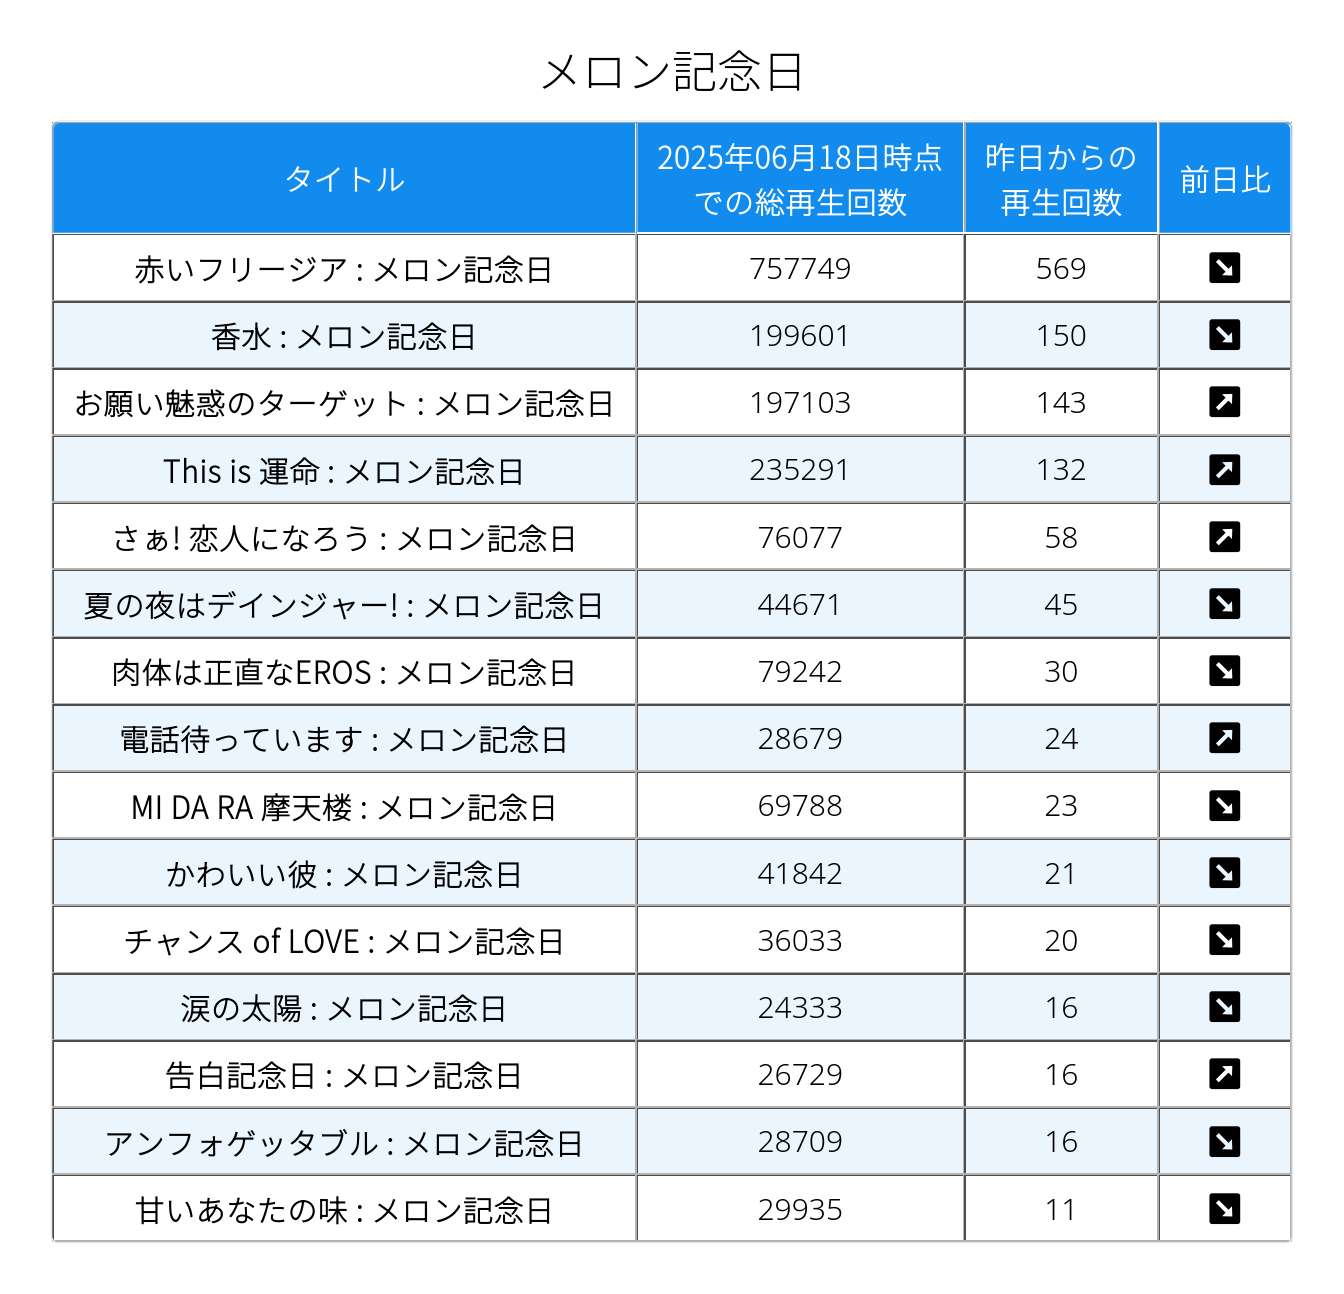 メロン記念日
タイトル 2025年06月18日時点 昨日からの 前日比
での総再生回数 再生回数
赤いフリージア : メロン記念日 757749 569 ↘
香水 : メロン記念日 199601 150 ↘
お願い魅惑のターゲット : メロン記念日 197103 143 ↗
This is 運命 : メロン記念日 235291 132 ↗
さぁ! 恋人になろう : メロン記念日 76077 58 ↗
夏の夜はデインジャー! : メロン記念日 44671 45 ↘
肉体は正直なEROS : メロン記念日 79242 30 ↘
電話待っています : メロン記念日 28679 24 ↗
MI DA RA 摩天楼 : メロン記念日 69788 23 ↘
かわいい彼 : メロン記念日 41842 21 ↘
チャンス of LOVE : メロン記念日 36033 20 ↘
涙の太陽 : メロン記念日 24333 16 ↘
告白記念日 : メロン記念日 26729 16 ↗
アンフォゲッタブル : メロン記念日 28709 16 ↘
甘いあなたの味 : メロン記念日 29935 11 ↘